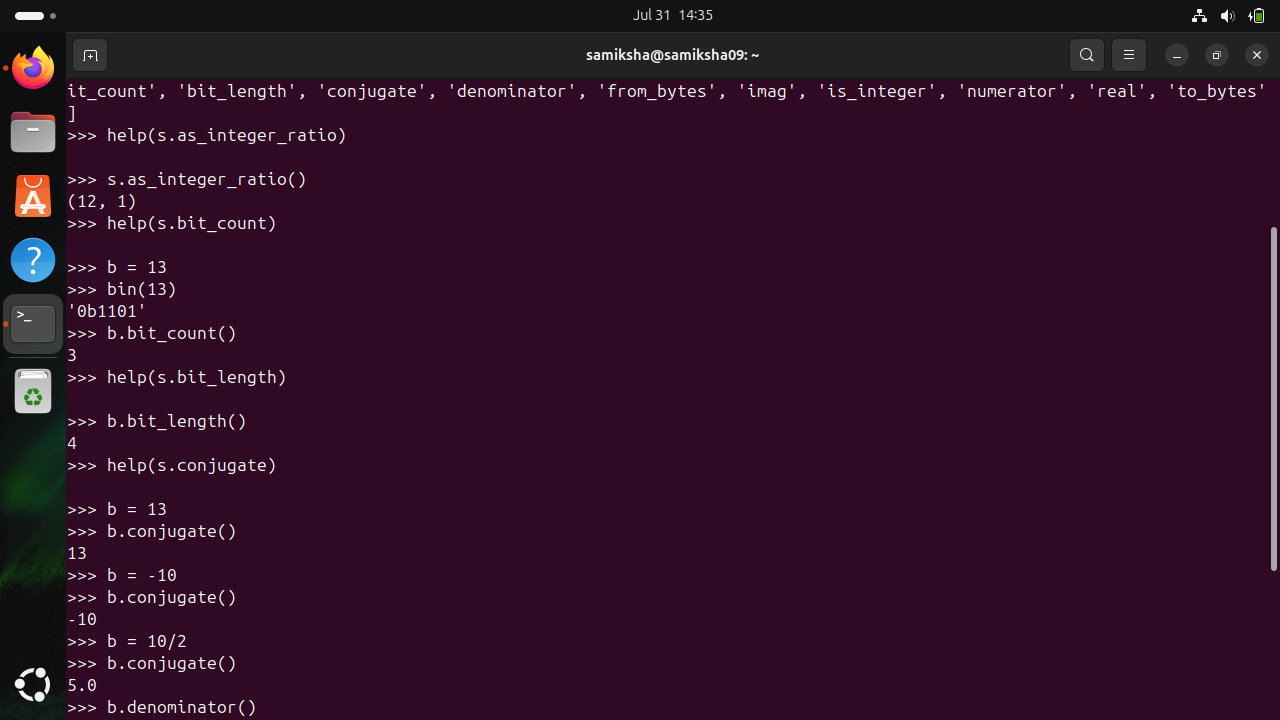 Jul 31 14:35
samiksha@samiksha09: ~
it_count', 'bit_length', 'conjugate', 'denominator', 'from_bytes', 'imag', 'is_integer', 'numerator', 'real', 'to_bytes'
]
>>> help(s.as_integer_ratio)
>>> s.as_integer_ratio()
(12, 1)
>>> help(s.bit_count)
>>> b = 13
>>> bin(13)
'0b1101'
>>> b.bit_count()
3
>>> help(s.bit_length)
>>> b.bit_length()
4
>>> help(s.conjugate)
>>> b = 13
>>> b.conjugate()
13
>>> b = -10
>>> b.conjugate()
-10
>>> b = 10/2
>>> b.conjugate()
5.0
>>> b.denominator()